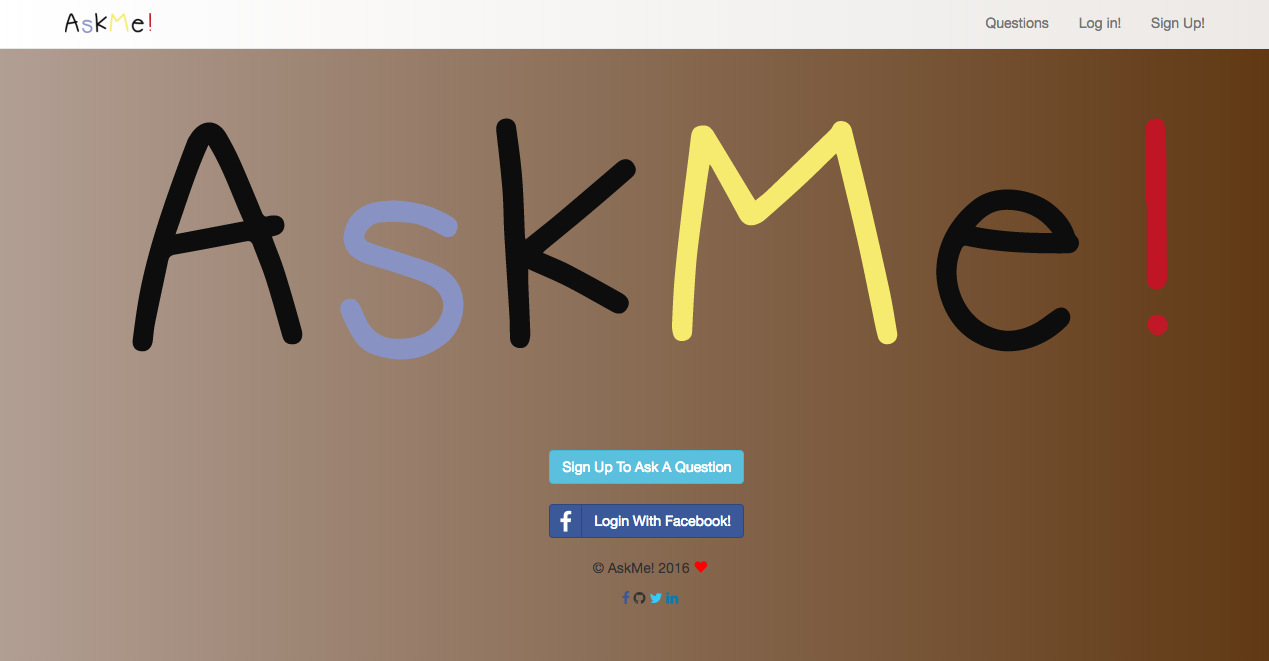 AskMe!
Questions
Log in!
Sign Up!
AskMe!
Sign Up To Ask A Question
Login With Facebook!
© AskMe! 2016